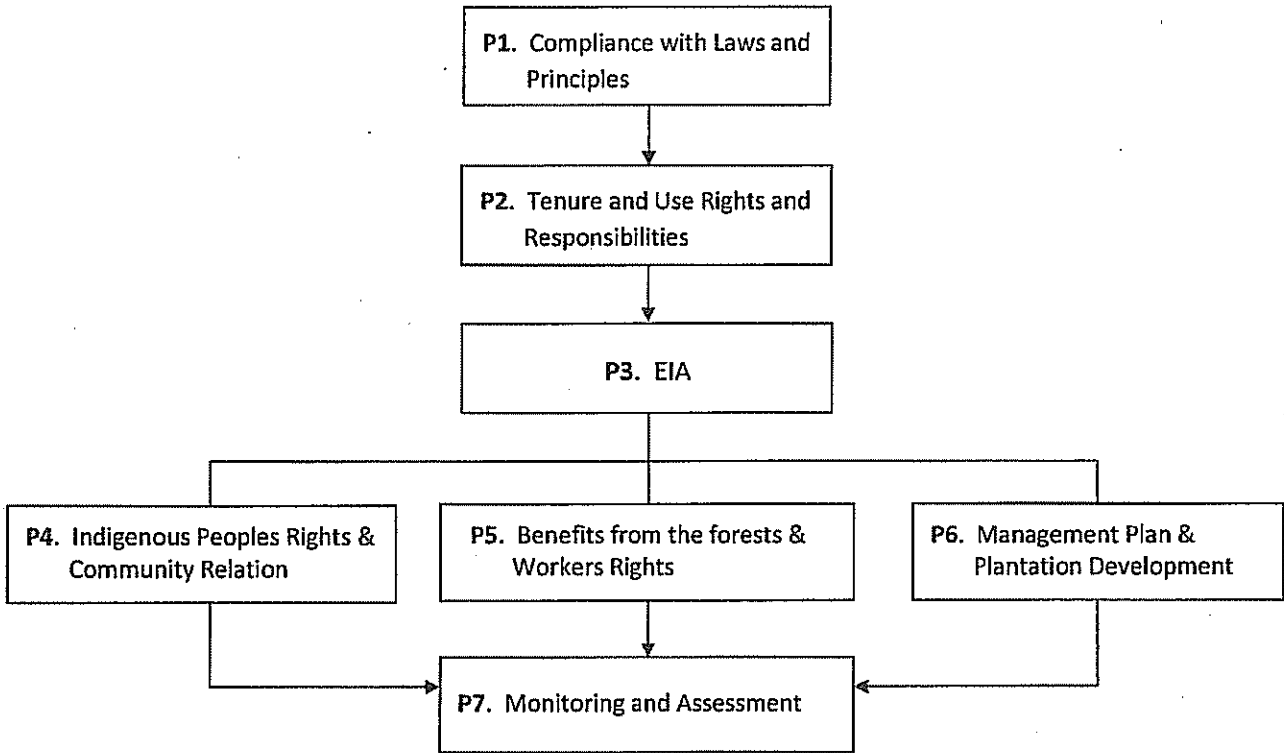 P1. Compliance with Laws and
Principles
P2. Tenure and Use Rights and
Responsibilities
P3. EIA
P4. Indigenous Peoples Rights &
Community Relation
P5. Benefits from the forests &
Workers Rights
P6. Management Plan &
Plantation Development
P7. Monitoring and Assessment